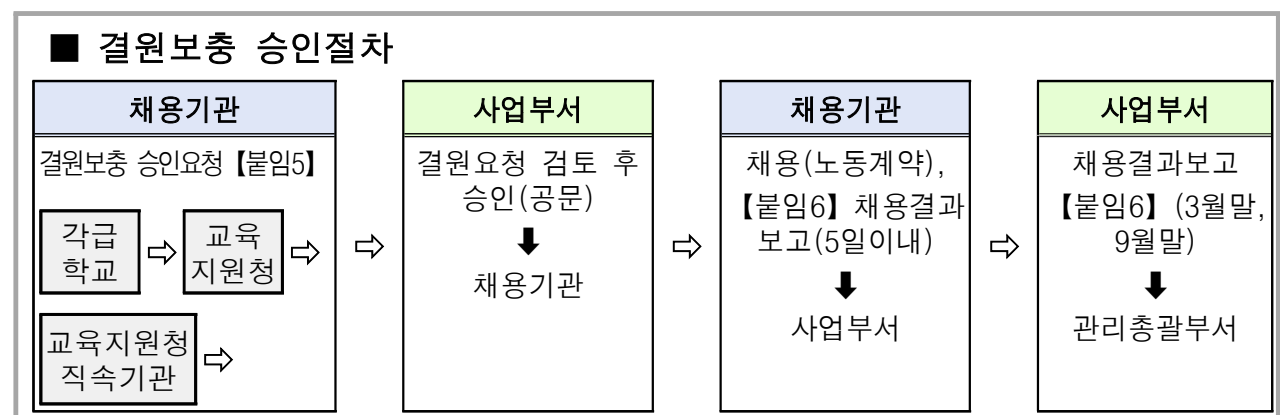 ■ 결원보충 승인절차
채용기관
결원보충 승인요청【붙임5】
각급
학교
⇨
교육
지원청
⇨
교육지원청
직속기관
⇨
⇨
사업부서
결원요청 검토 후
승인(공문)
⬇
채용기관
⇨
채용기관
채용(노동계약),
【붙임6】채용결과
보고(5일이내)
⬇
사업부서
⇨
사업부서
채용결과보고
【붙임6】(3월말,
9월말)
⬇
관리총괄부서